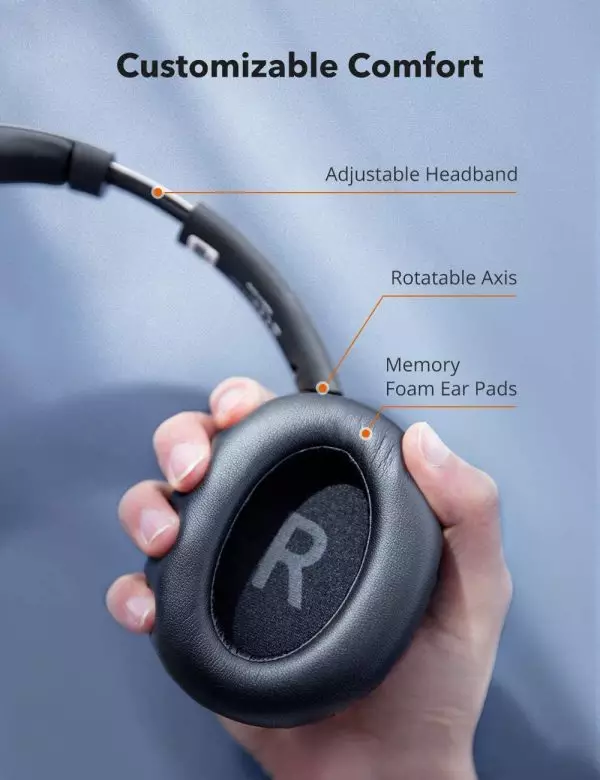 Customizable Comfort
Adjustable Headband
Rotatable Axis
Memory
Foam Ear Pads
R